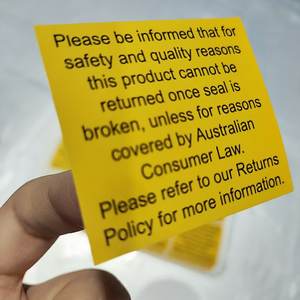 Please be informed that for
safety and quality reasons
this product cannot be
returned once seal is
broken, unless for reasons
covered by Australian
Consumer Law.
Please refer to our Returns
Policy for more information.